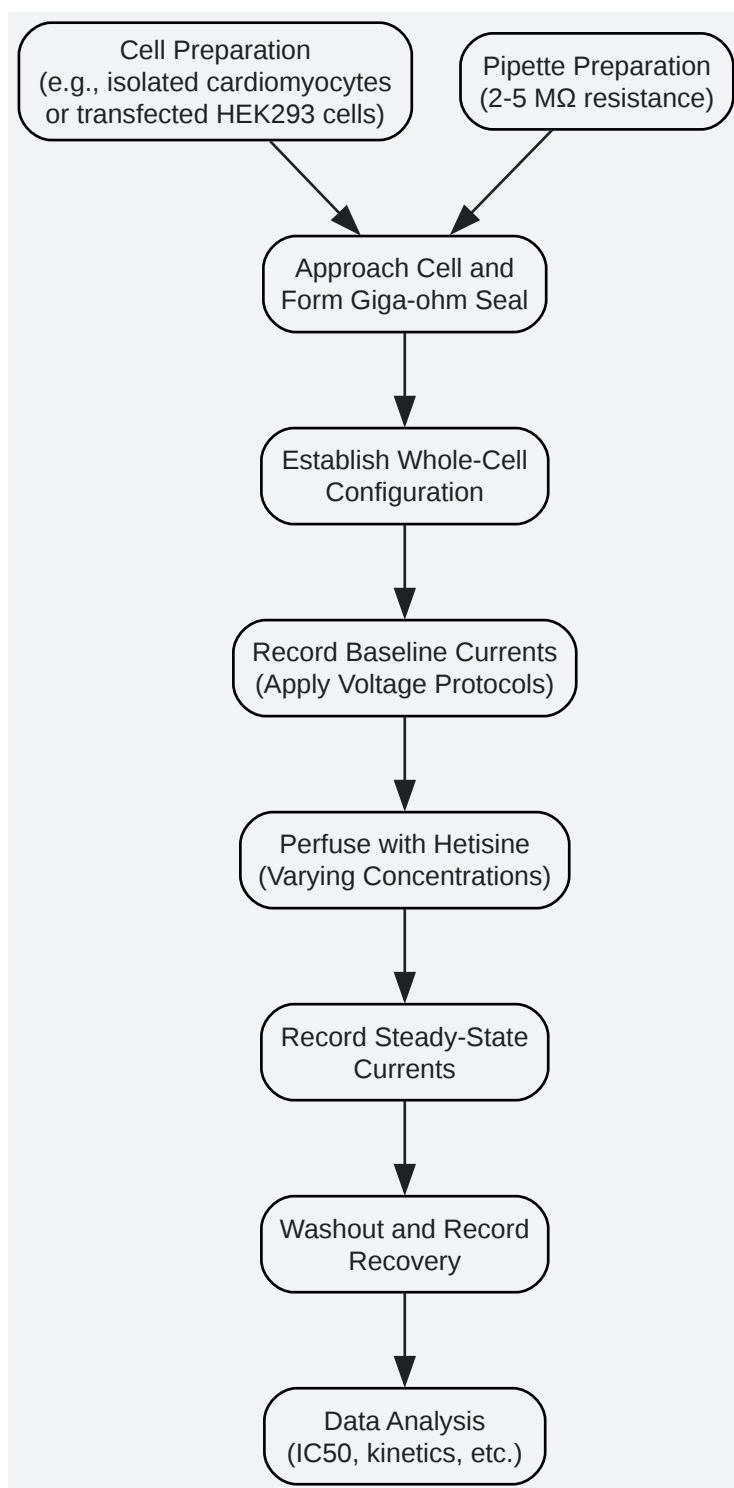 Cell Preparation
(e.g., isolated cardiomyocytes
or transfected HEK293 cells)
Pipette Preparation
(2-5 MΩ resistance)
Approach Cell and
Form Giga-ohm Seal
Establish Whole-Cell
Configuration
Record Baseline Currents
(Apply Voltage Protocols)
Perfuse with Hetisine
(Varying Concentrations)
Record Steady-State
Currents
Washout and Record
Recovery
Data Analysis
(IC50, kinetics, etc.)